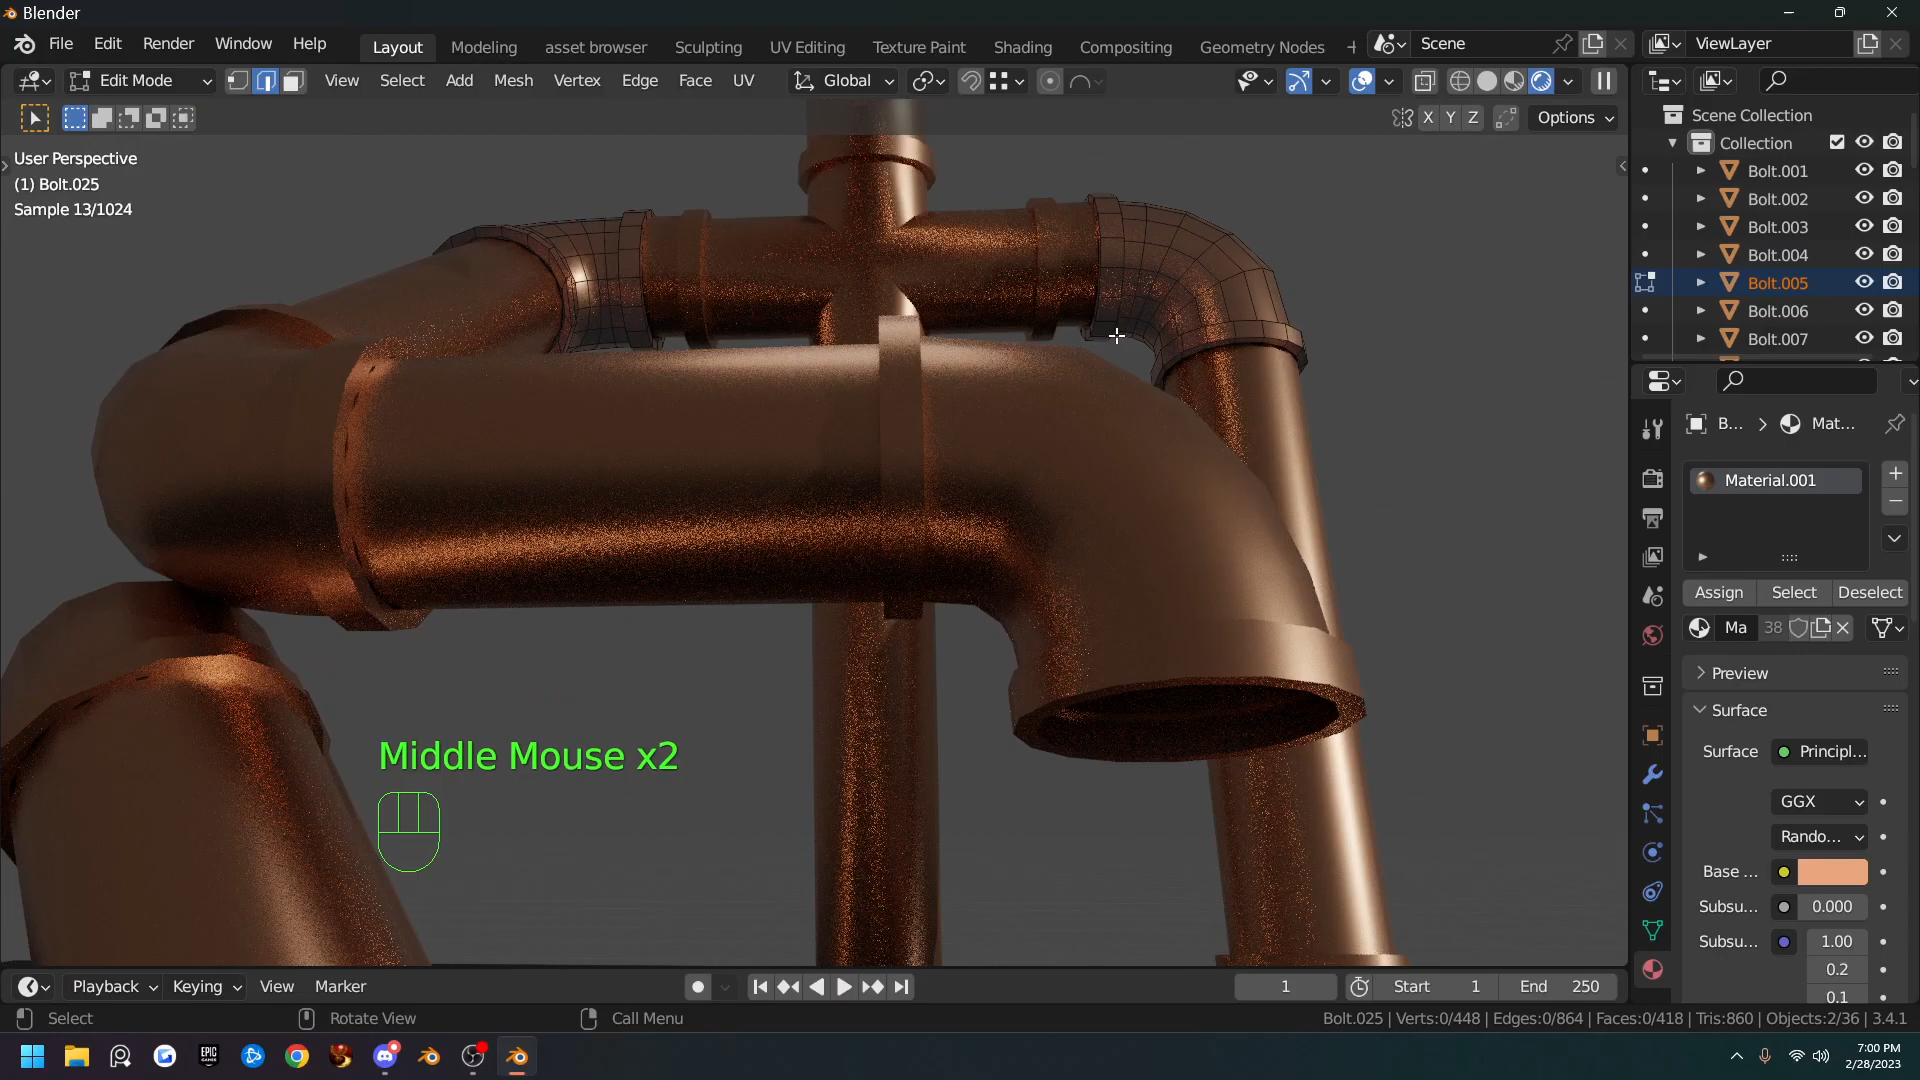 Blender
File Edit Render Window Help
Layout Modeling asset browser Sculpting UV Editing Texture Paint Shading Compositing Geometry Nodes
Scene
ViewLayer
Edit Mode View Select Add Mesh Vertex Edge Face UV Global
X Y Z Options
User Perspective
(1) Bolt.025
Sample 13/1024
Scene Collection
Collection
Bolt.001
Bolt.002
Bolt.003
Bolt.004
Bolt.005
Bolt.006
Bolt.007
B... > Mat...
Material.001
Assign Select Deselect
Ma 38
Preview
Surface
Surface Principl...
GGX
Rando...
Base ...
Subsu... 0.000
Subsu... 1.00
0.2
0.1
Middle Mouse x2
Playback Keying View Marker
1 Start 1 End 250
Select Rotate View Call Menu
Bolt.025 | Verts:0/448 | Edges:0/864 | Faces:0/418 | Tris:860 | Objects:2/36 | 3.4.1
EPIC
7:00 PM
2/28/2023